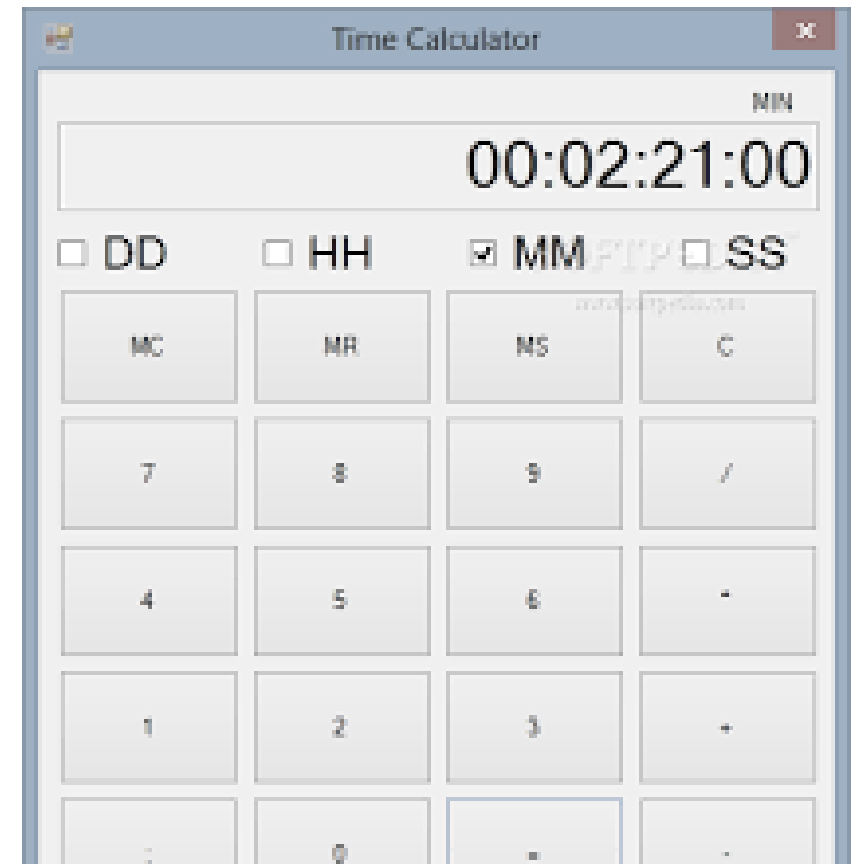 Time Calculator
MIN
00:02:21:00
DD HH MM SS
MC MR MS C
7 8 9 /
4 5 6 *
1 2 3 +
: 0 = -